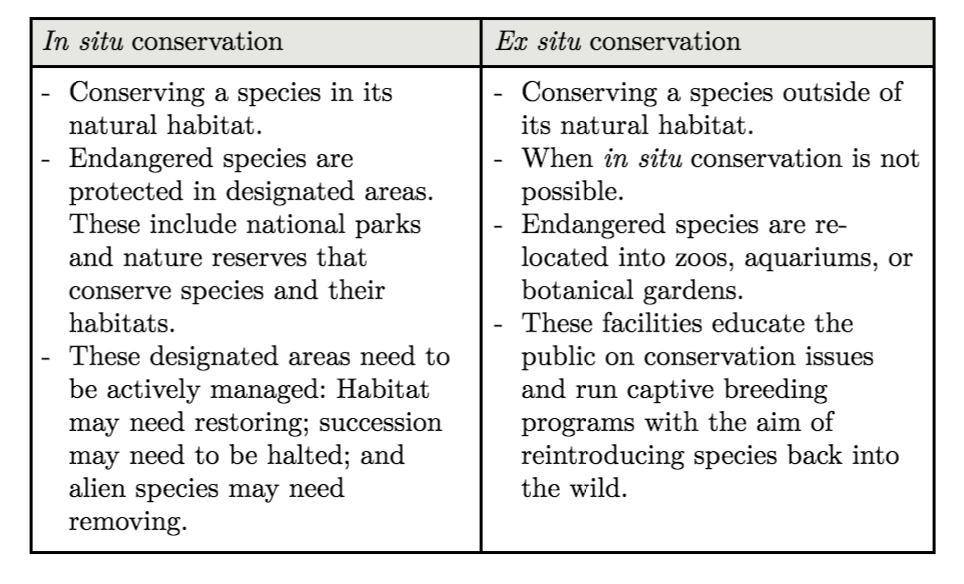 In situ conservation
- Conserving a species in its
natural habitat.
- Endangered species are
protected in designated areas.
These include national parks
and nature reserves that
conserve species and their
habitats.
- These designated areas need to
be actively managed: Habitat
may need restoring; succession
may need to be halted; and
alien species may need
removing.
Ex situ conservation
- Conserving a species outside of
its natural habitat.
- When in situ conservation is not
possible.
- Endangered species are re-
located into zoos, aquariums, or
botanical gardens.
- These facilities educate the
public on conservation issues
and run captive breeding
programs with the aim of
reintroducing species back into
the wild.